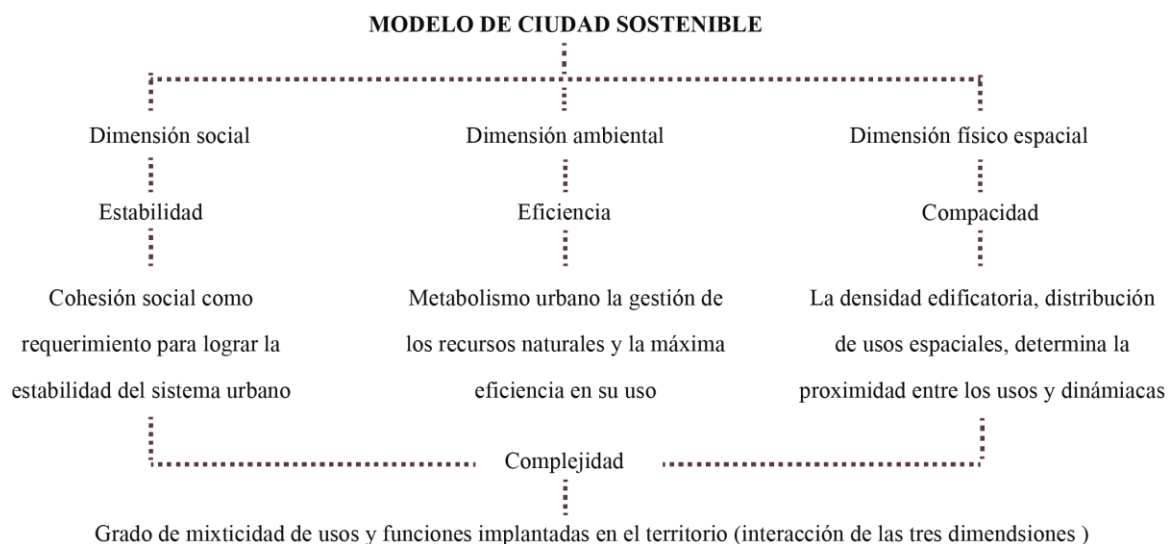 MODELO DE CIUDAD SOSTENIBLE
Dimensión social
Dimensión ambiental
Dimensión físico espacial
Estabilidad
Eficiencia
Compacidad
Cohesión social como
requerimiento para lograr la
estabilidad del sistema urbano
Metabolismo urbano la gestión de
los recursos naturales y la máxima
eficiencia en su uso
La densidad edificatoria, distribución
de usos espaciales, determina la
proximidad entre los usos y dinámiacas
Complejidad
Grado de mixticidad de usos y funciones implantadas en el territorio (interacción de las tres dimendsiones )